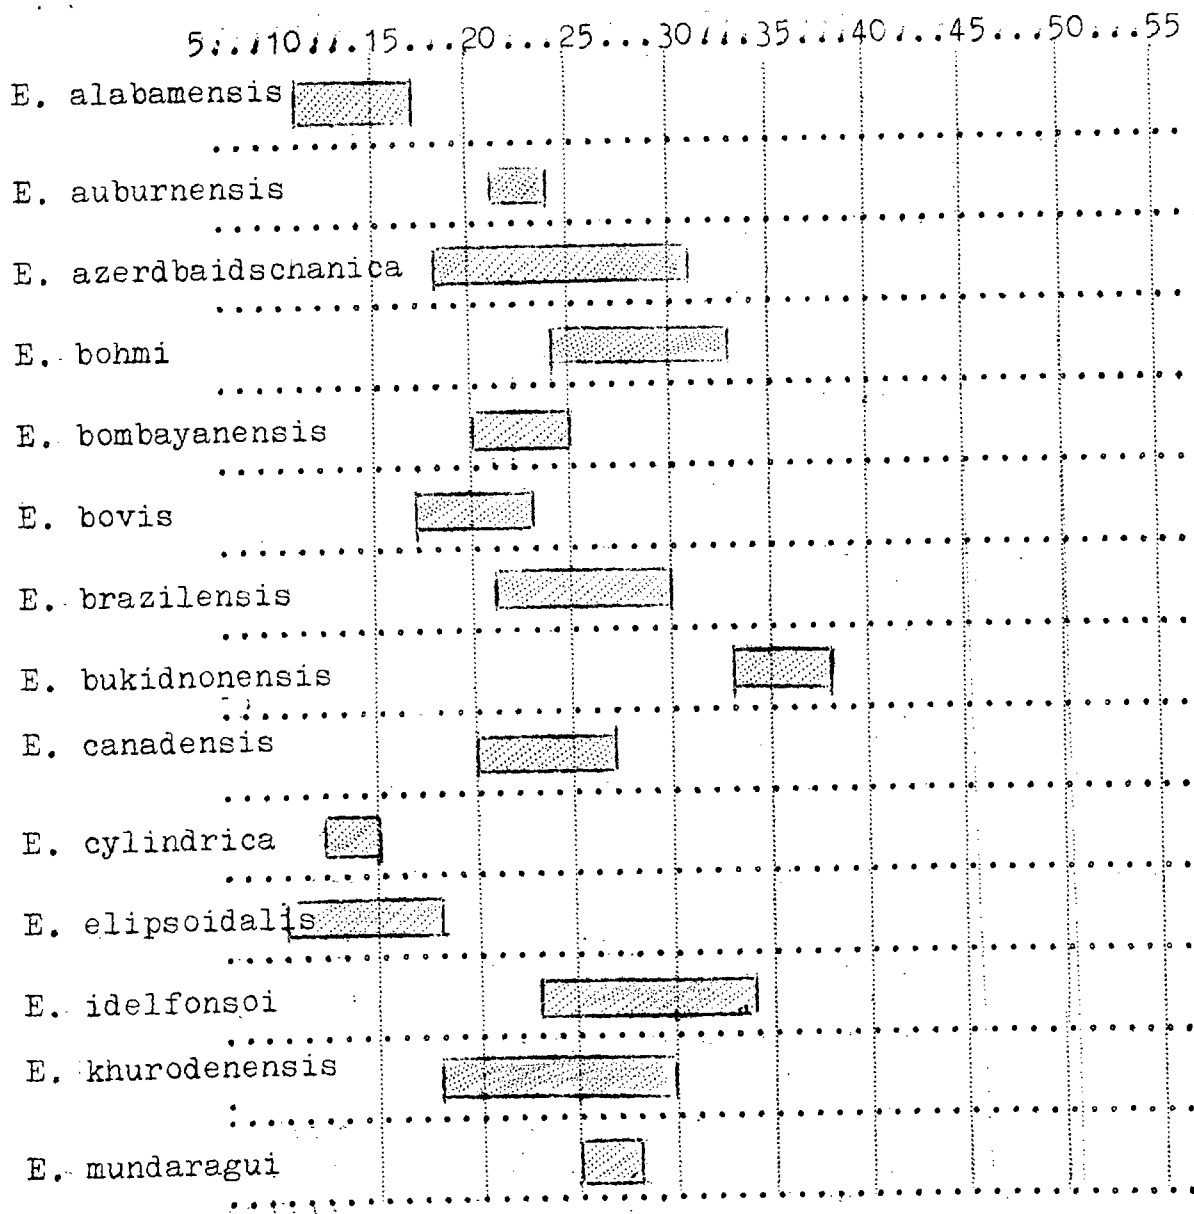 5...10...15...20...25...30...35...40...45...50...55
E. alabamensis
E. auburnensis
E. azerdbaidschanica
E. bohmi
E. bombayanensis
E. bovis
E. brazilensis
E. bukidnonensis
E. canadensis
E. cylindrica
E. elipsoidalis
E. idelfonsoi
E. khurodenensis
E. mundaragui